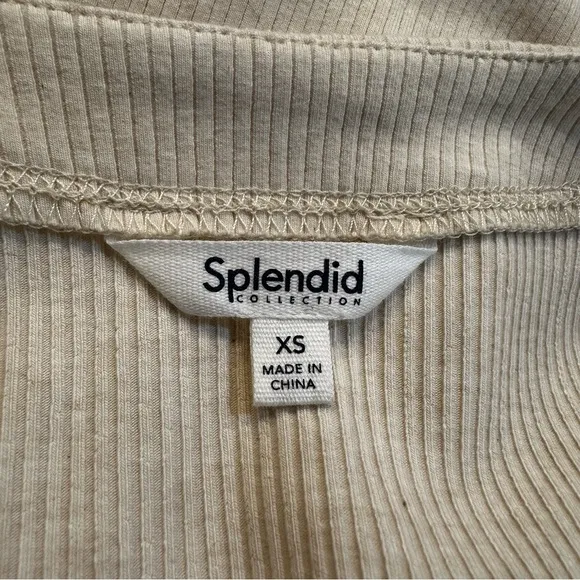 Splendid
COLLECTION
XS
MADE IN
CHINA